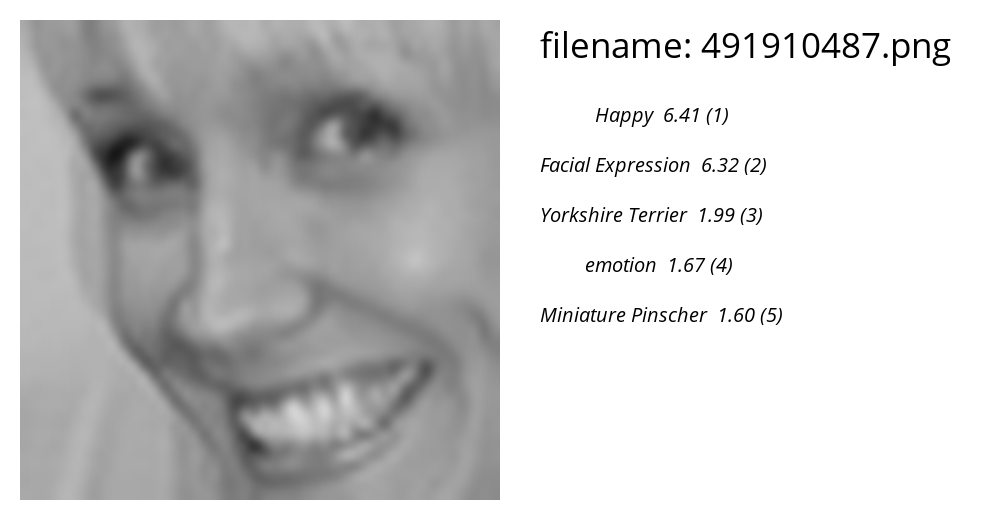 filename: 491910487.png
Happy 6.41 (1)
Facial Expression 6.32 (2)
Yorkshire Terrier 1.99 (3)
emotion 1.67 (4)
Miniature Pinscher 1.60 (5)